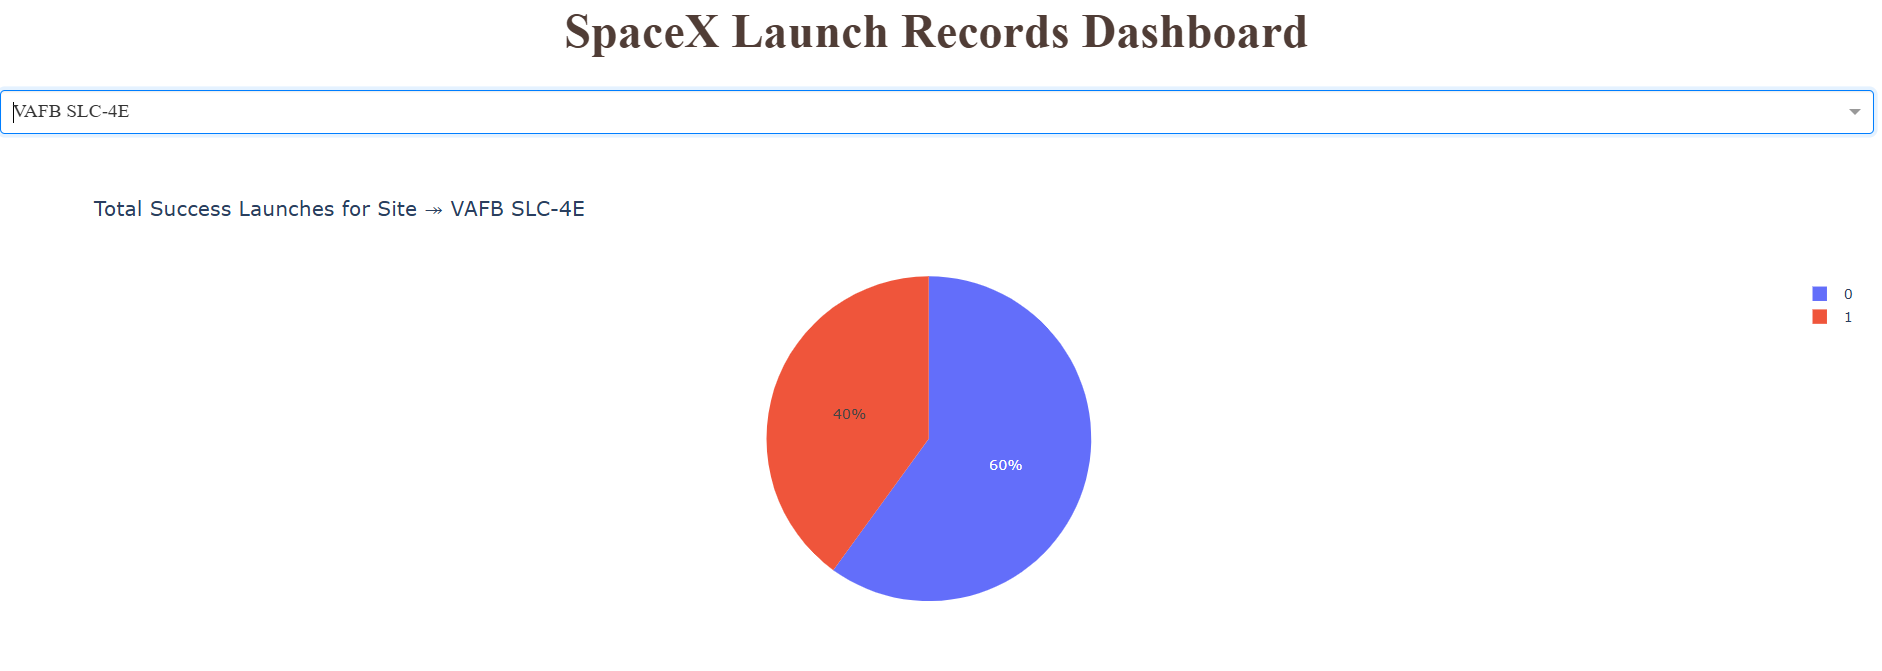 SpaceX Launch Records Dashboard
VAFB SLC-4E
Total Success Launches for Site ↠ VAFB SLC-4E
0
1
40%
60%